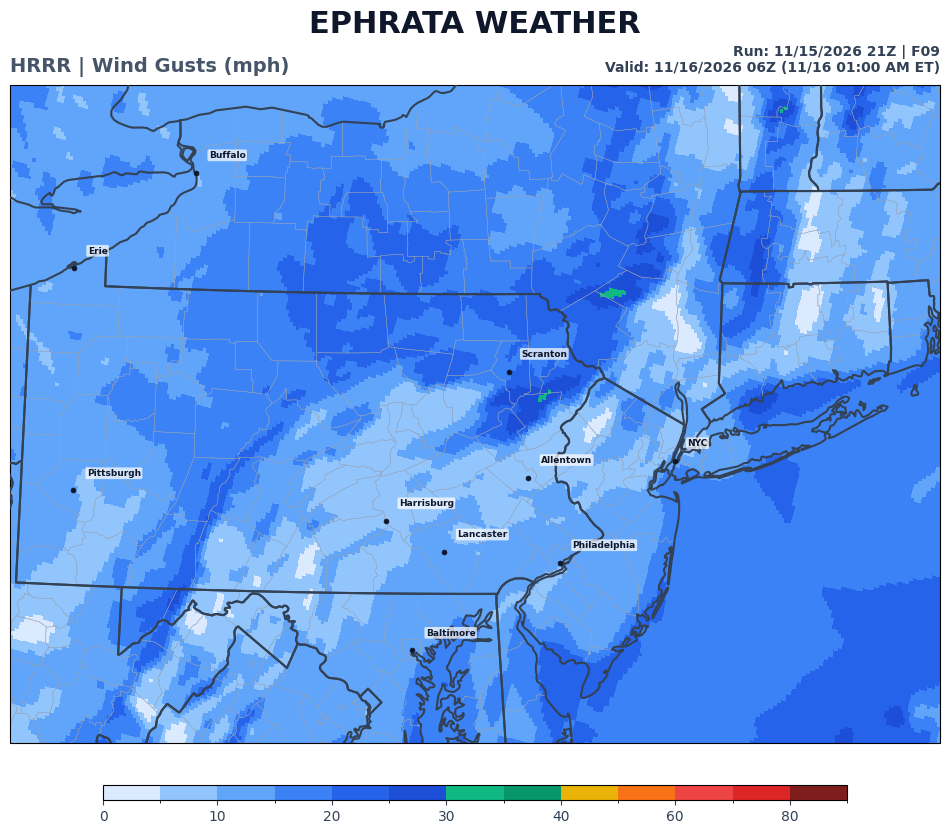 EPHRATA WEATHER
HRRR | Wind Gusts (mph)
Run: 11/15/2026 21Z | F09
Valid: 11/16/2026 06Z (11/16 01:00 AM ET)
Buffalo
Erie
Scranton
NYC
Allentown
Pittsburgh
Harrisburg
Lancaster
Philadelphia
Baltimore
0 10 20 30 40 60 80